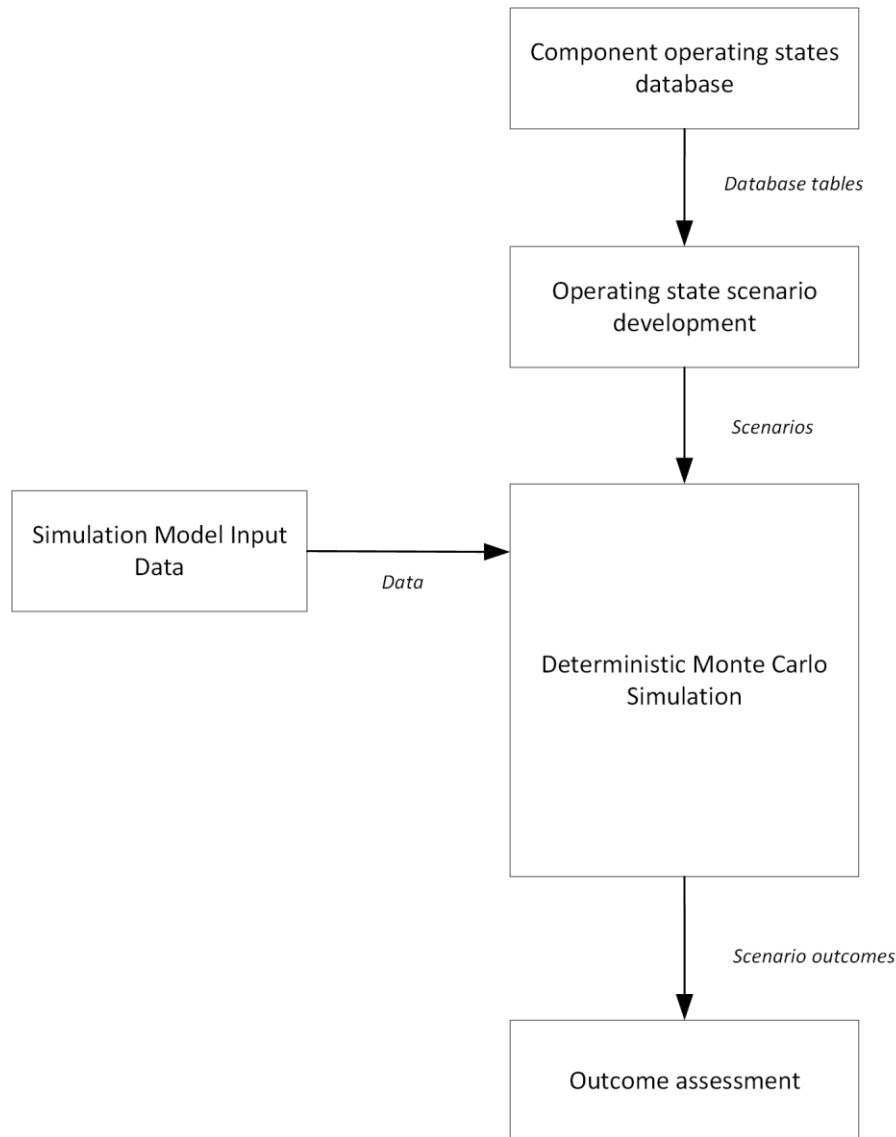 Component operating states
database
Database tables
Operating state scenario
development
Scenarios
Simulation Model Input
Data
Data
Deterministic Monte Carlo
Simulation
Scenario outcomes
Outcome assessment